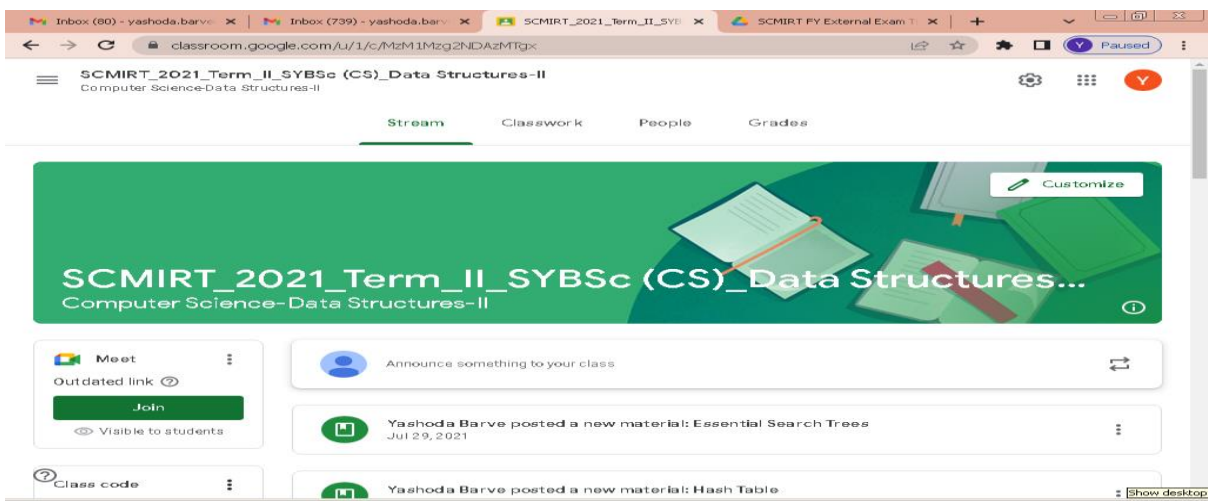 Inbox (80) - yashoda.barve
Inbox (739) - yashoda.barv
SCMIRT_2021_Term_II_SYB
SCMIRT FY External Exam T
classroom.google.com/u/1/c/MzM1Mzg2NDAzMTgx
Y Paused
SCMIRT_2021_Term_II_SYBSc (CS)_Data Structures-II
Computer Science-Data Structures-II
Y
Stream Classwork People Grades
Customize
SCMIRT_2021_Term_II_SYBSc (CS)_Data Structures...
Computer Science-Data Structures-II
Meet
Outdated link
Join
Visible to students
Announce something to your class
Yashoda Barve posted a new material: Essential Search Trees
Jul 29, 2021
Class code
Yashoda Barve posted a new material: Hash Table
Show desktop